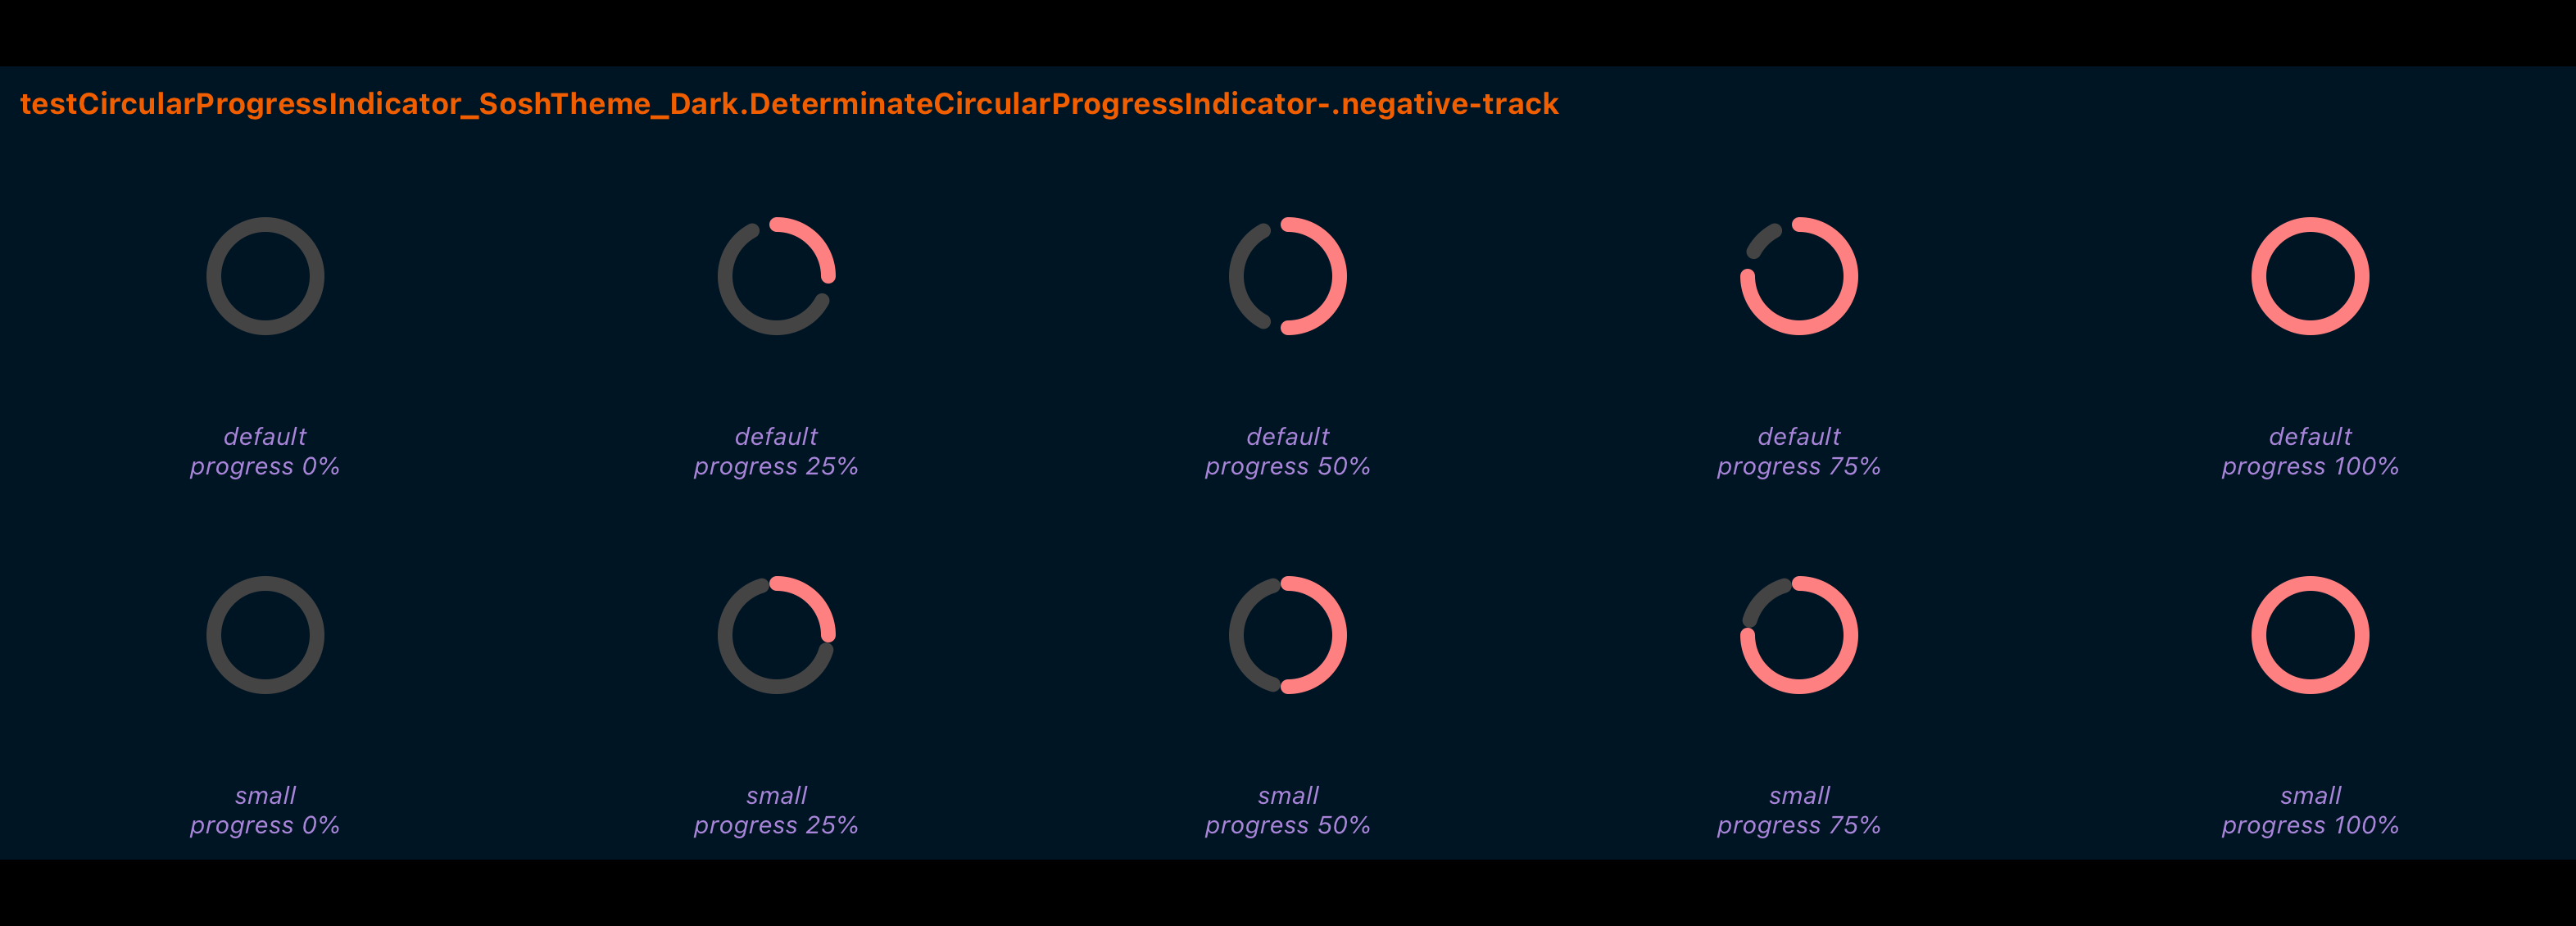 testCircularProgressIndicator_SoshTheme_Dark.DeterminateCircularProgressIndicator-.negative-track
default
progress 0%
default
progress 25%
default
progress 50%
default
progress 75%
default
progress 100%
small
progress 0%
small
progress 25%
small
progress 50%
small
progress 75%
small
progress 100%